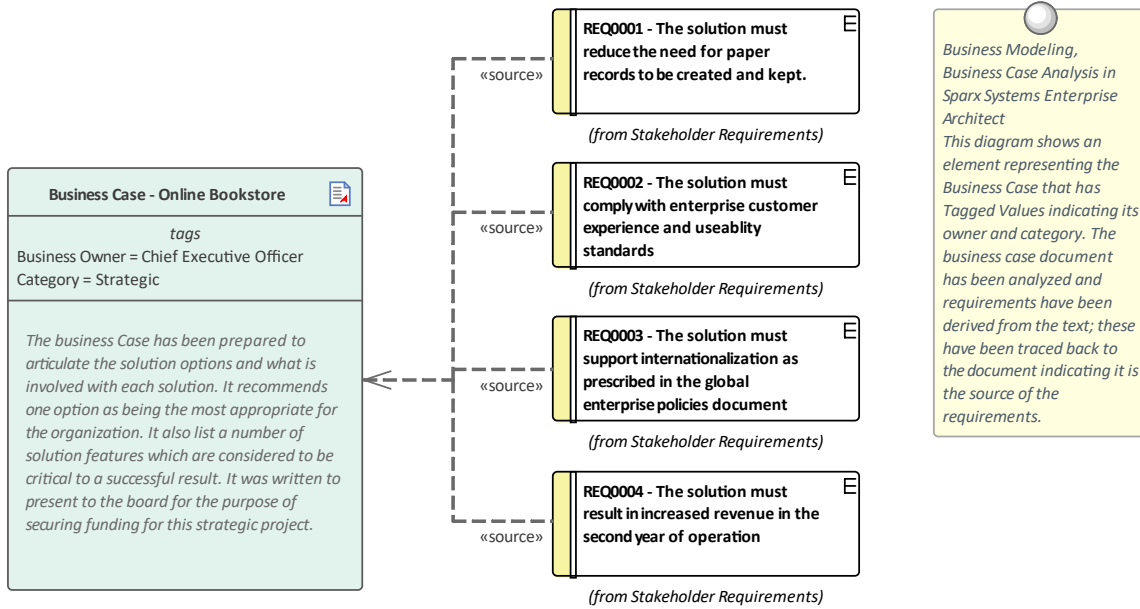 Business Case - Online Bookstore
tags
Business Owner = Chief Executive Officer
Category = Strategic
The business Case has been prepared to
articulate the solution options and what is
involved with each solution. It recommends
one option as being the most appropriate for
the organization. It also list a number of
solution features which are considered to be
critical to a successful result. It was written to
present to the board for the purpose of
securing funding for this strategic project.
«source»
REQ0001 - The solution must
reduce the need for paper
records to be created and kept.
E
(from Stakeholder Requirements)
«source»
REQ0002 - The solution must
comply with enterprise customer
experience and useablity
standards
E
(from Stakeholder Requirements)
«source»
REQ0003 - The solution must
support internationalization as
prescribed in the global
enterprise policies document
E
(from Stakeholder Requirements)
«source»
REQ0004 - The solution must
result in increased revenue in the
second year of operation
E
(from Stakeholder Requirements)
Business Modeling,
Business Case Analysis in
Sparx Systems Enterprise
Architect
This diagram shows an
element representing the
Business Case that has
Tagged Values indicating its
owner and category. The
business case document
has been analyzed and
requirements have been
derived from the text; these
have been traced back to
the document indicating it is
the source of the
requirements.